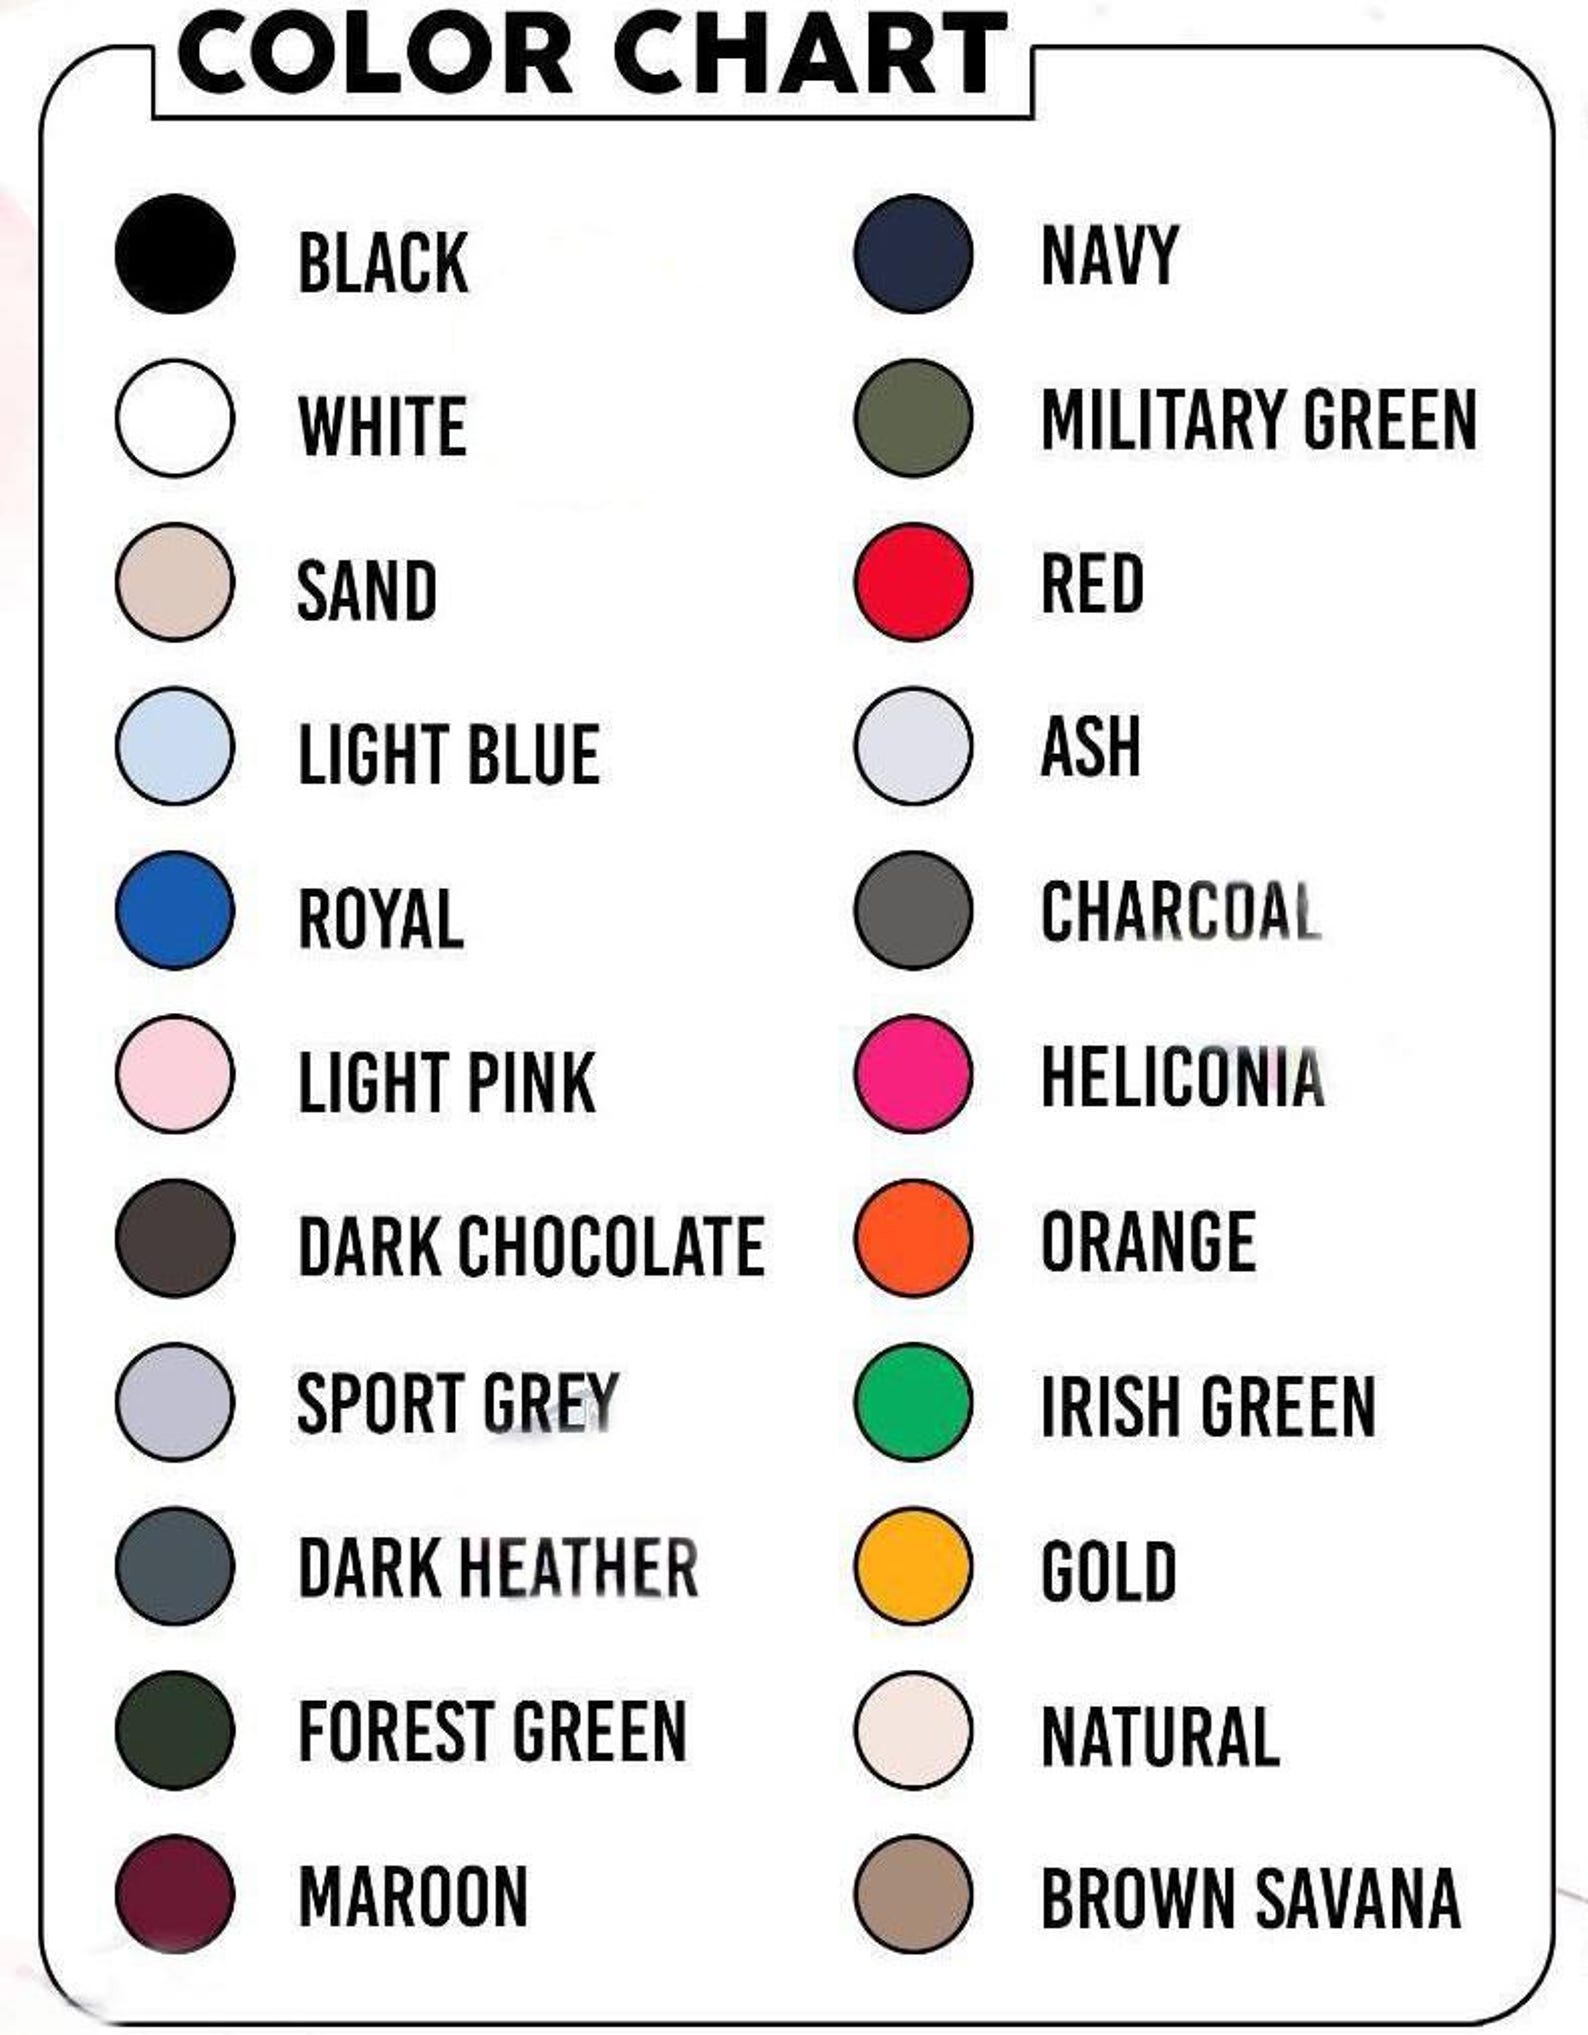 COLOR CHART
BLACK
WHITE
SAND
LIGHT BLUE
ROYAL
LIGHT PINK
DARK CHOCOLATE
SPORT GREY
DARK HEATHER
FOREST GREEN
MAROON
NAVY
MILITARY GREEN
RED
ASH
CHARCOAL
HELICONIA
ORANGE
IRISH GREEN
GOLD
NATURAL
BROWN SAVANA